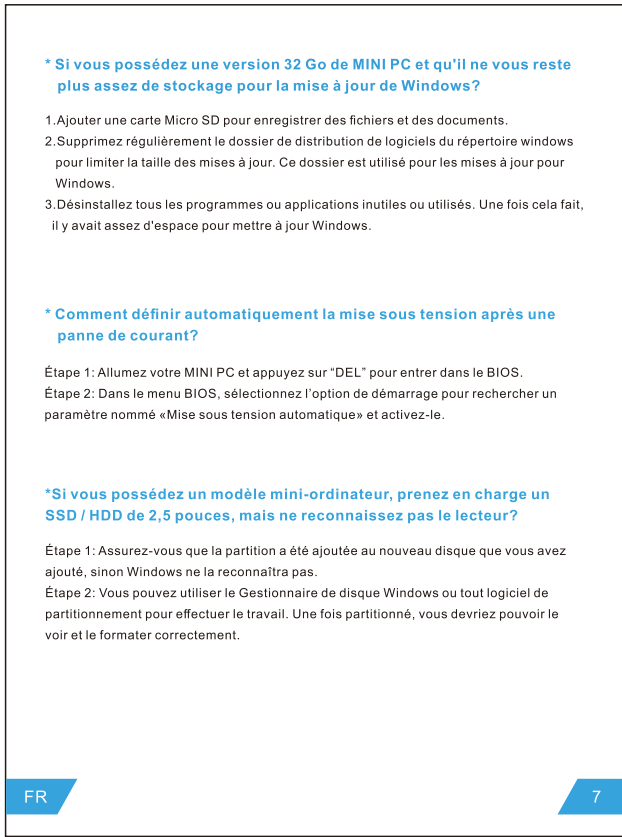 * Si vous possédez une version 32 Go de MINI PC et qu'il ne vous reste
plus assez de stockage pour la mise à jour de Windows?
1.Ajouter une carte Micro SD pour enregistrer des fichiers et des documents.
2.Supprimez régulièrement le dossier de distribution de logiciels du répertoire windows
pour limiter la taille des mises à jour. Ce dossier est utilisé pour les mises à jour pour
Windows.
3.Désinstallez tous les programmes ou applications inutiles ou utilisés. Une fois cela fait,
il y avait assez d'espace pour mettre à jour Windows.
* Comment définir automatiquement la mise sous tension après une
panne de courant?
Étape 1: Allumez votre MINI PC et appuyez sur “DEL” pour entrer dans le BIOS.
Étape 2: Dans le menu BIOS, sélectionnez l’option de démarrage pour rechercher un
paramètre nommé «Mise sous tension automatique» et activez-le.
*Si vous possédez un modèle mini-ordinateur, prenez en charge un
SSD / HDD de 2,5 pouces, mais ne reconnaissez pas le lecteur?
Étape 1: Assurez-vous que la partition a été ajoutée au nouveau disque que vous avez
ajouté, sinon Windows ne la reconnaîtra pas.
Étape 2: Vous pouvez utiliser le Gestionnaire de disque Windows ou tout logiciel de
partitionnement pour effectuer le travail. Une fois partitionné, vous devriez pouvoir le
voir et le formater correctement.
FR
7